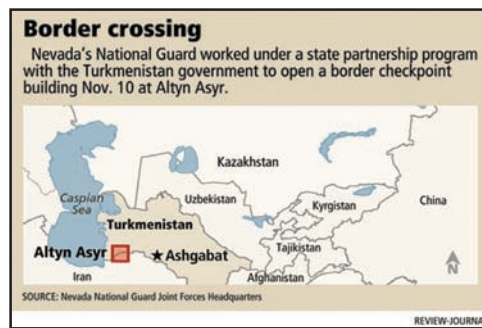 Border crossing
Nevada's National Guard worked under a state partnership program
with the Turkmenistan government to open a border checkpoint
building Nov. 10 at Altyn Asyr.
Kazakhstan
Caspian
Sea
Uzbekistan
Kyrgistan
China
Turkmenistan
Altyn Asyr
Ashgabat
Tajikistan
Iran
Afghanistan
N
SOURCE: Nevada National Guard Joint Forces Headquarters
REVIEW-JOURNA